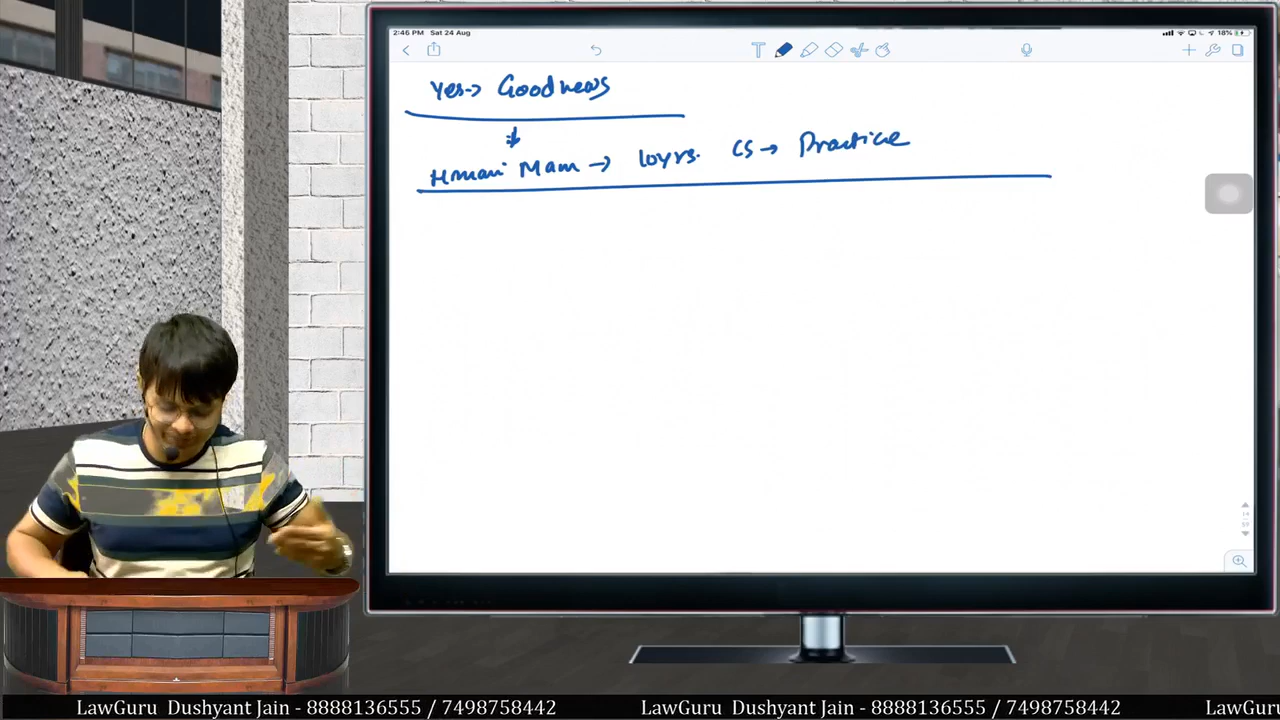 2:46 PM Sat 24 Aug
18%
Yes-> Goodnews
Mam -> 10yrs. CS -> Practice
LawGuru Dushyant Jain - 8888136555 / 7498758442 LawGuru Dushyant Jain - 8888136555 / 7498758442 LawGuru